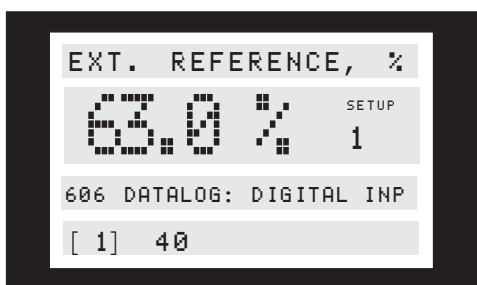 EXT. REFERENCE, %
63.0 % SETUP
1
606 DATALOG: DIGITAL INP
[ 1] 40